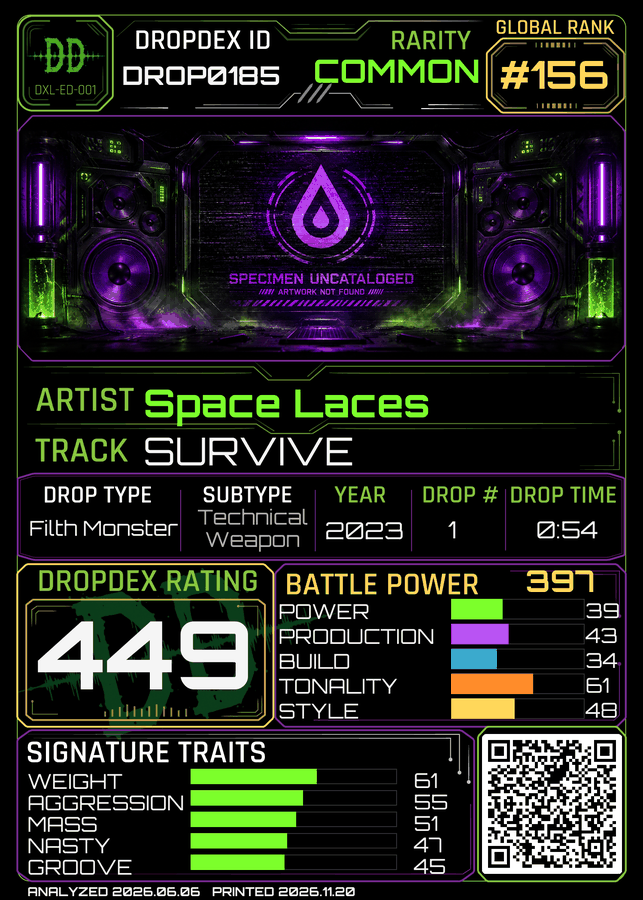 DROPDEX ID
DROP0185
RARITY
COMMON
GLOBAL RANK
#156
DD
DXL-ED-001
SPECIMEN UNCATALOGED
ARTWORK NOT FOUND
ARTIST Space Laces
TRACK SURVIVE
DROP TYPE
Filth Monster
SUBTYPE
Technical
Weapon
YEAR
2023
DROP #
1
DROP TIME
0:54
DROPDEX RATING
449
BATTLE POWER 397
POWER 39
PRODUCTION 43
BUILD 34
TONALITY 61
STYLE 48
SIGNATURE TRAITS
WEIGHT 61
AGGRESSION 55
MASS 51
NASTY 47
GROOVE 45
ANALYZED 2026.06.06 PRINTED 2026.11.20